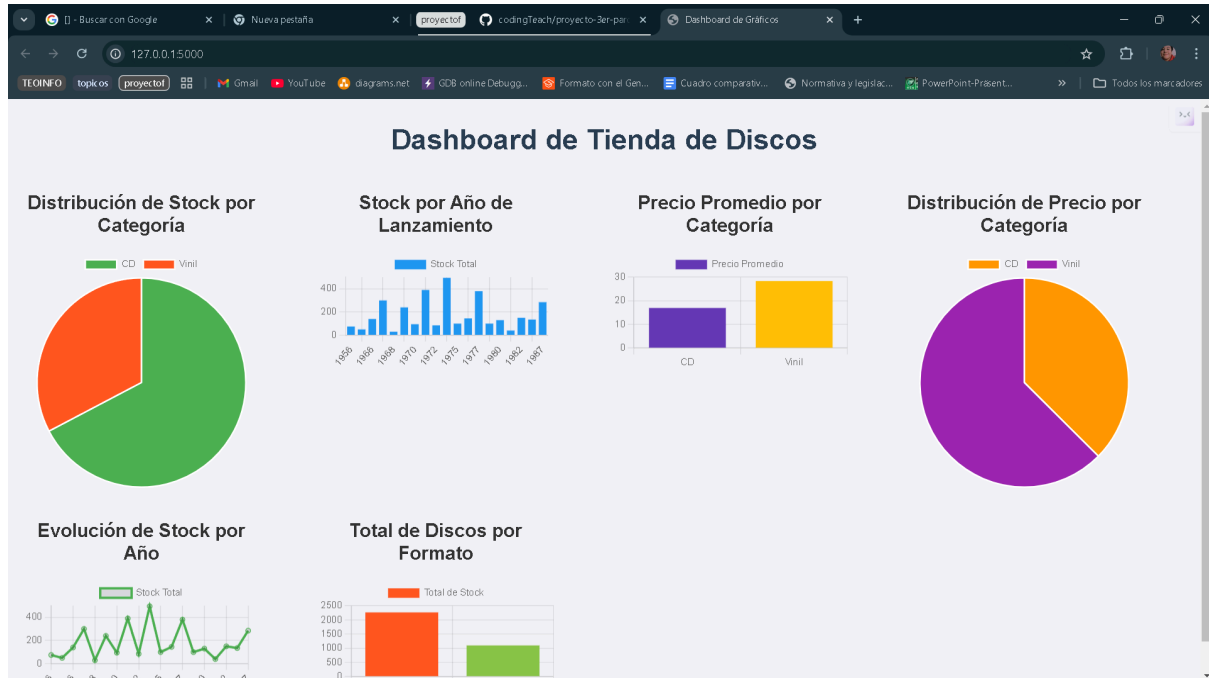 [] - Buscar con Google
Nueva pestaña
proyectof
codingTeach/proyecto-3er-parc
Dashboard de Gráficos
127.0.0.1:5000
TEOINFO
topicos
proyectof
Gmail
YouTube
diagrams.net
GDB online Debugg...
Formato con el Gen...
Cuadro comparativ...
Normativa y legislac...
PowerPoint-Präsent...
»
Todos los marcadores
Dashboard de Tienda de Discos
Distribución de Stock por
Categoría
CD
Vinil
Stock por Año de
Lanzamiento
Stock Total
400
200
0
1956
1966
1968
1970
1972
1975
1977
1980
1982
1987
Precio Promedio por
Categoría
Precio Promedio
30
20
10
0
CD
Vinil
Distribución de Precio por
Categoría
CD
Vinil
Evolución de Stock por
Año
Stock Total
400
200
0
Total de Discos por
Formato
Total de Stock
2500
2000
1500
1000
500
0